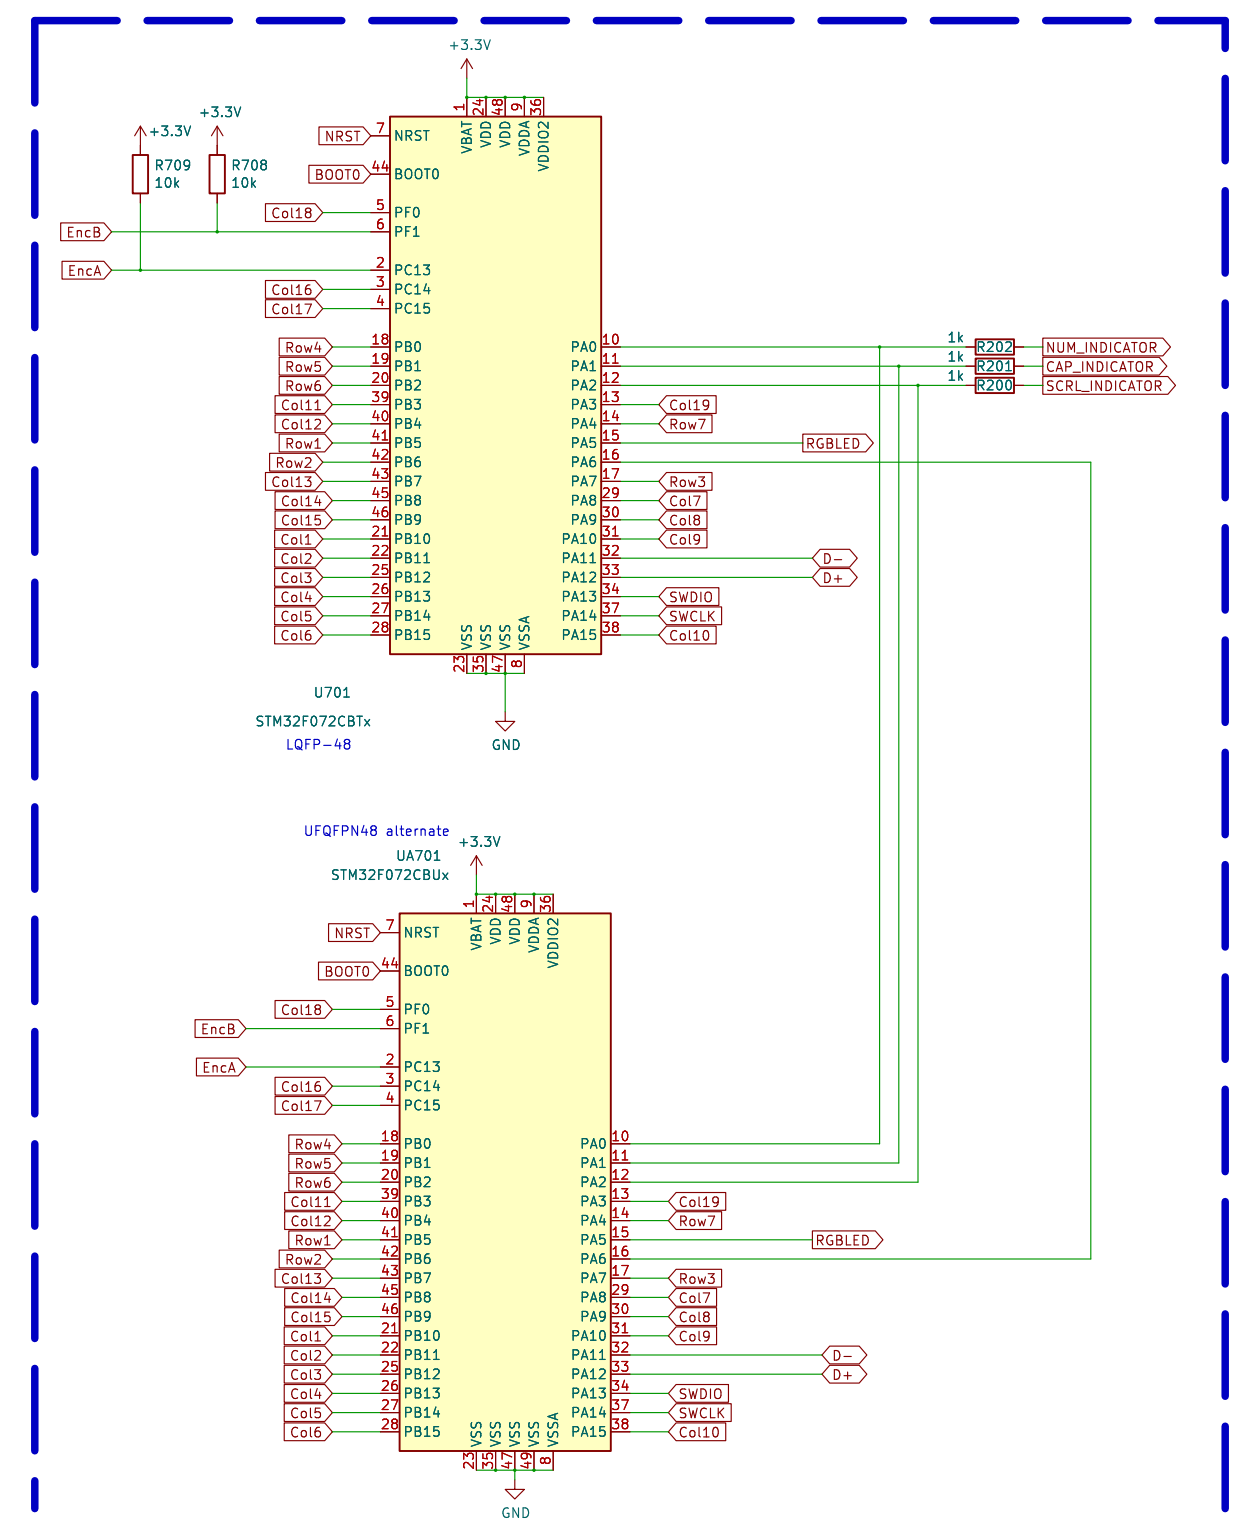 +3.3V
+3.3V
+3.3V
R709
10k
R708
10k
1 24 48 9 36
VBAT VDD VDD VDDA VDDIO2
NRST 7 NRST
BOOT0 44 BOOT0
Col18 5 PF0
EncB 6 PF1
EncA 2 PC13
Col16 3 PC14
Col17 4 PC15
Row4 18 PB0 PA0 10 1k R202 NUM_INDICATOR
Row5 19 PB1 PA1 11 1k R201 CAP_INDICATOR
Row6 20 PB2 PA2 12 1k R200 SCRL_INDICATOR
Col11 39 PB3 PA3 13 Col19
Col12 40 PB4 PA4 14 Row7
Row1 41 PB5 PA5 15 RGBLED
Row2 42 PB6 PA6 16
Col13 43 PB7 PA7 17 Row3
Col14 45 PB8 PA8 29 Col7
Col15 46 PB9 PA9 30 Col8
Col1 21 PB10 PA10 31 Col9
Col2 22 PB11 PA11 32 D-
Col3 25 PB12 PA12 33 D+
Col4 26 PB13 PA13 34 SWDIO
Col5 27 PB14 PA14 37 SWCLK
Col6 28 PB15 PA15 38 Col10
VSS VSS VSS VSSA
23 35 47 8
U701
STM32F072CBTx
LQFP-48
GND
UFQFPN48 alternate
+3.3V
UA701
STM32F072CBUx
1 24 48 9 36
VBAT VDD VDD VDDA VDDIO2
NRST 7 NRST
BOOT0 44 BOOT0
Col18 5 PF0
EncB 6 PF1
EncA 2 PC13
Col16 3 PC14
Col17 4 PC15
Row4 18 PB0 PA0 10
Row5 19 PB1 PA1 11
Row6 20 PB2 PA2 12
Col11 39 PB3 PA3 13 Col19
Col12 40 PB4 PA4 14 Row7
Row1 41 PB5 PA5 15 RGBLED
Row2 42 PB6 PA6 16
Col13 43 PB7 PA7 17 Row3
Col14 45 PB8 PA8 29 Col7
Col15 46 PB9 PA9 30 Col8
Col1 21 PB10 PA10 31 Col9
Col2 22 PB11 PA11 32 D-
Col3 25 PB12 PA12 33 D+
Col4 26 PB13 PA13 34 SWDIO
Col5 27 PB14 PA14 37 SWCLK
Col6 28 PB15 PA15 38 Col10
VSS VSS VSS VSS VSSA
23 35 47 49 8
GND